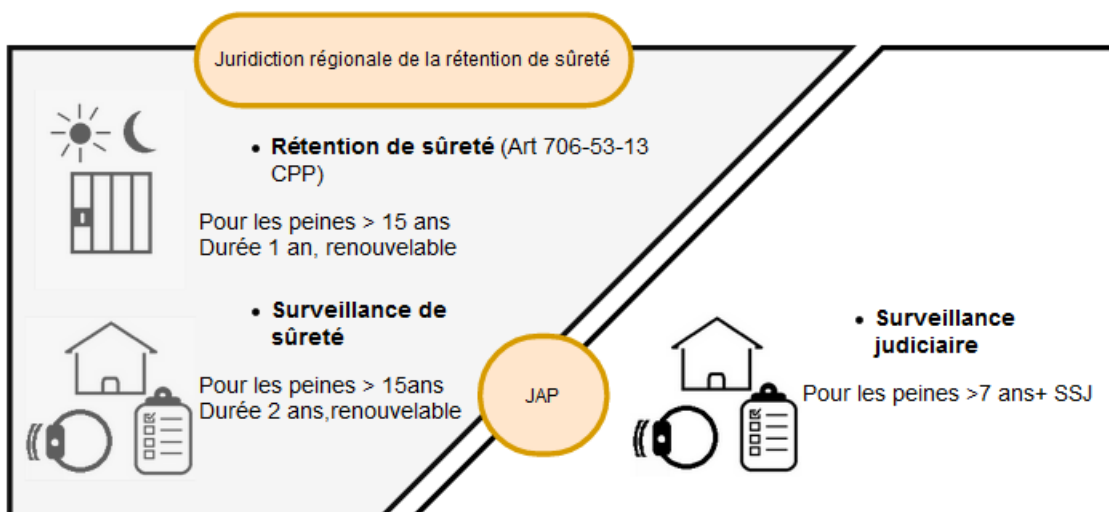 Juridiction régionale de la rétention de sûreté
• Rétention de sûreté (Art 706-53-13
CPP)
Pour les peines > 15 ans
Durée 1 an, renouvelable
• Surveillance de
sûreté
Pour les peines > 15ans
Durée 2 ans,renouvelable
JAP
• Surveillance
judiciaire
Pour les peines >7 ans+ SSJ